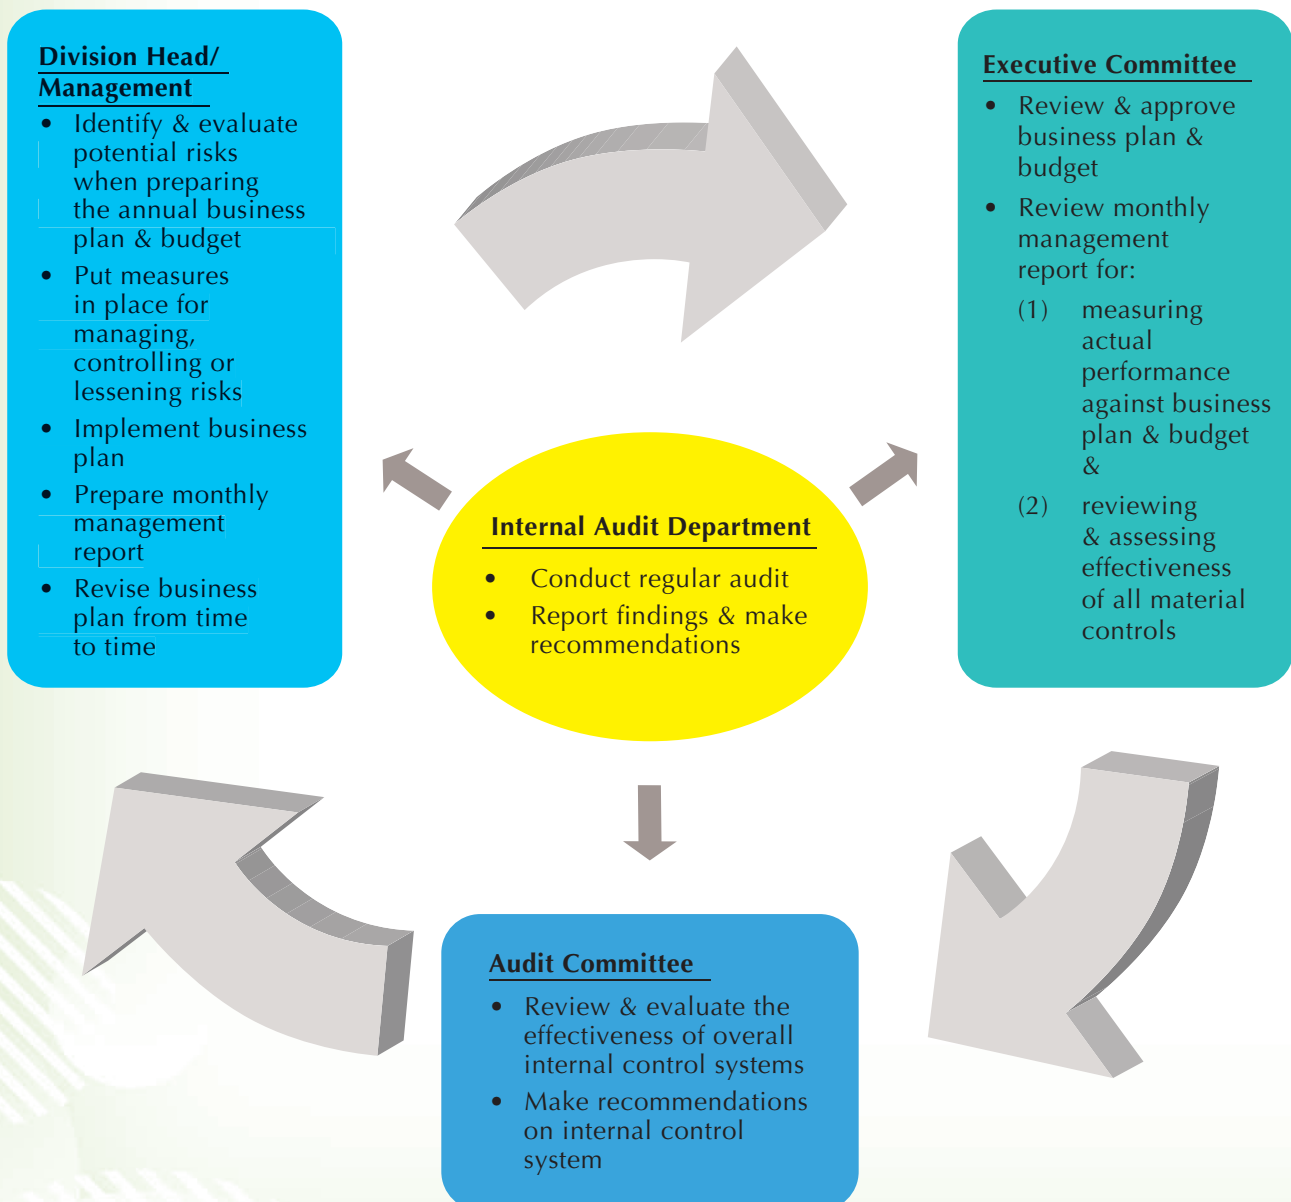 Division Head/
Management
• Identify & evaluate
potential risks
when preparing
the annual business
plan & budget
• Put measures
in place for
managing,
controlling or
lessening risks
• Implement business
plan
• Prepare monthly
management
report
• Revise business
plan from time
to time
Executive Committee
• Review & approve
business plan &
budget
• Review monthly
management
report for:
(1) measuring
actual
performance
against business
plan & budget
&
(2) reviewing
& assessing
effectiveness
of all material
controls
Internal Audit Department
• Conduct regular audit
• Report findings & make
recommendations
Audit Committee
• Review & evaluate the
effectiveness of overall
internal control systems
• Make recommendations
on internal control
system